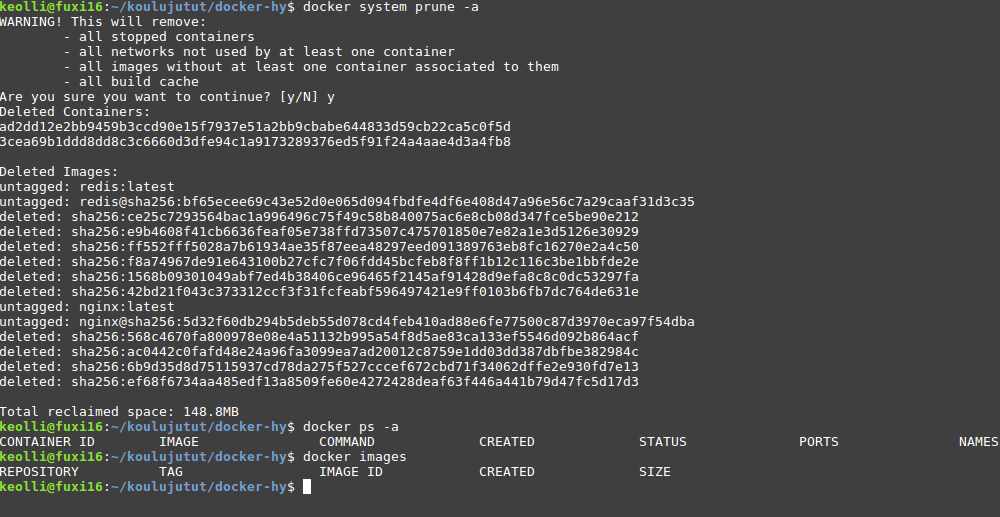 keolli@fuxi16:~/koulujutut/docker-hy$ docker system prune -a
WARNING! This will remove:
        - all stopped containers
        - all networks not used by at least one container
        - all images without at least one container associated to them
        - all build cache
Are you sure you want to continue? [y/N] y
Deleted Containers:
ad2dd12e2bb9459b3ccd90e15f7937e51a2bb9cbabe644833d59cb22ca5c0f5d
3cea69b1ddd8dd8c3c6660d3dfe94c1a9173289376ed5f91f24a4aae4d3a4fb8

Deleted Images:
untagged: redis:latest
untagged: redis@sha256:bf65ecee69c43e52d0e065d094fbdfe4df6e408d47a96e56c7a29caaf31d3c35
deleted: sha256:ce25c7293564bac1a996496c75f49c58b840075ac6e8cb08d347fce5be90e212
deleted: sha256:e9b4608f41cb6636feaf05e738ffd73507c475701850e7e82a1e3d5126e30929
deleted: sha256:ff552fff5028a7b61934ae35f87eea48297eed091389763eb8fc16270e2a4c50
deleted: sha256:f8a74967de91e643100b27cfc7f06fdd45bcfeb8f8ff1b12c116c3be1bbfde2e
deleted: sha256:1568b09301049abf7ed4b38406ce96465f2145af91428d9efa8c8c0dc53297fa
deleted: sha256:42bd21f043c373312ccf3f31fcfeabf596497421e9ff0103b6fb7dc764de631e
untagged: nginx:latest
untagged: nginx@sha256:5d32f60db294b5deb55d078cd4feb410ad88e6fe77500c87d3970eca97f54dba
deleted: sha256:568c4670fa800978e08e4a51132b995a54f8d5ae83ca133ef5546d092b864acf
deleted: sha256:ac0442c0fafd48e24a96fa3099ea7ad20012c8759e1dd03dd387dbfbe382984c
deleted: sha256:6b9d35d8d75115937cd78da275f527cccef672cbd71f34062dffe2e930fd7e13
deleted: sha256:ef68f6734aa485edf13a8509fe60e4272428deaf63f446a441b79d47fc5d17d3

Total reclaimed space: 148.8MB
keolli@fuxi16:~/koulujutut/docker-hy$ docker ps -a
CONTAINER ID        IMAGE               COMMAND             CREATED             STATUS              PORTS               NAMES
keolli@fuxi16:~/koulujutut/docker-hy$ docker images
REPOSITORY          TAG                 IMAGE ID            CREATED             SIZE
keolli@fuxi16:~/koulujutut/docker-hy$